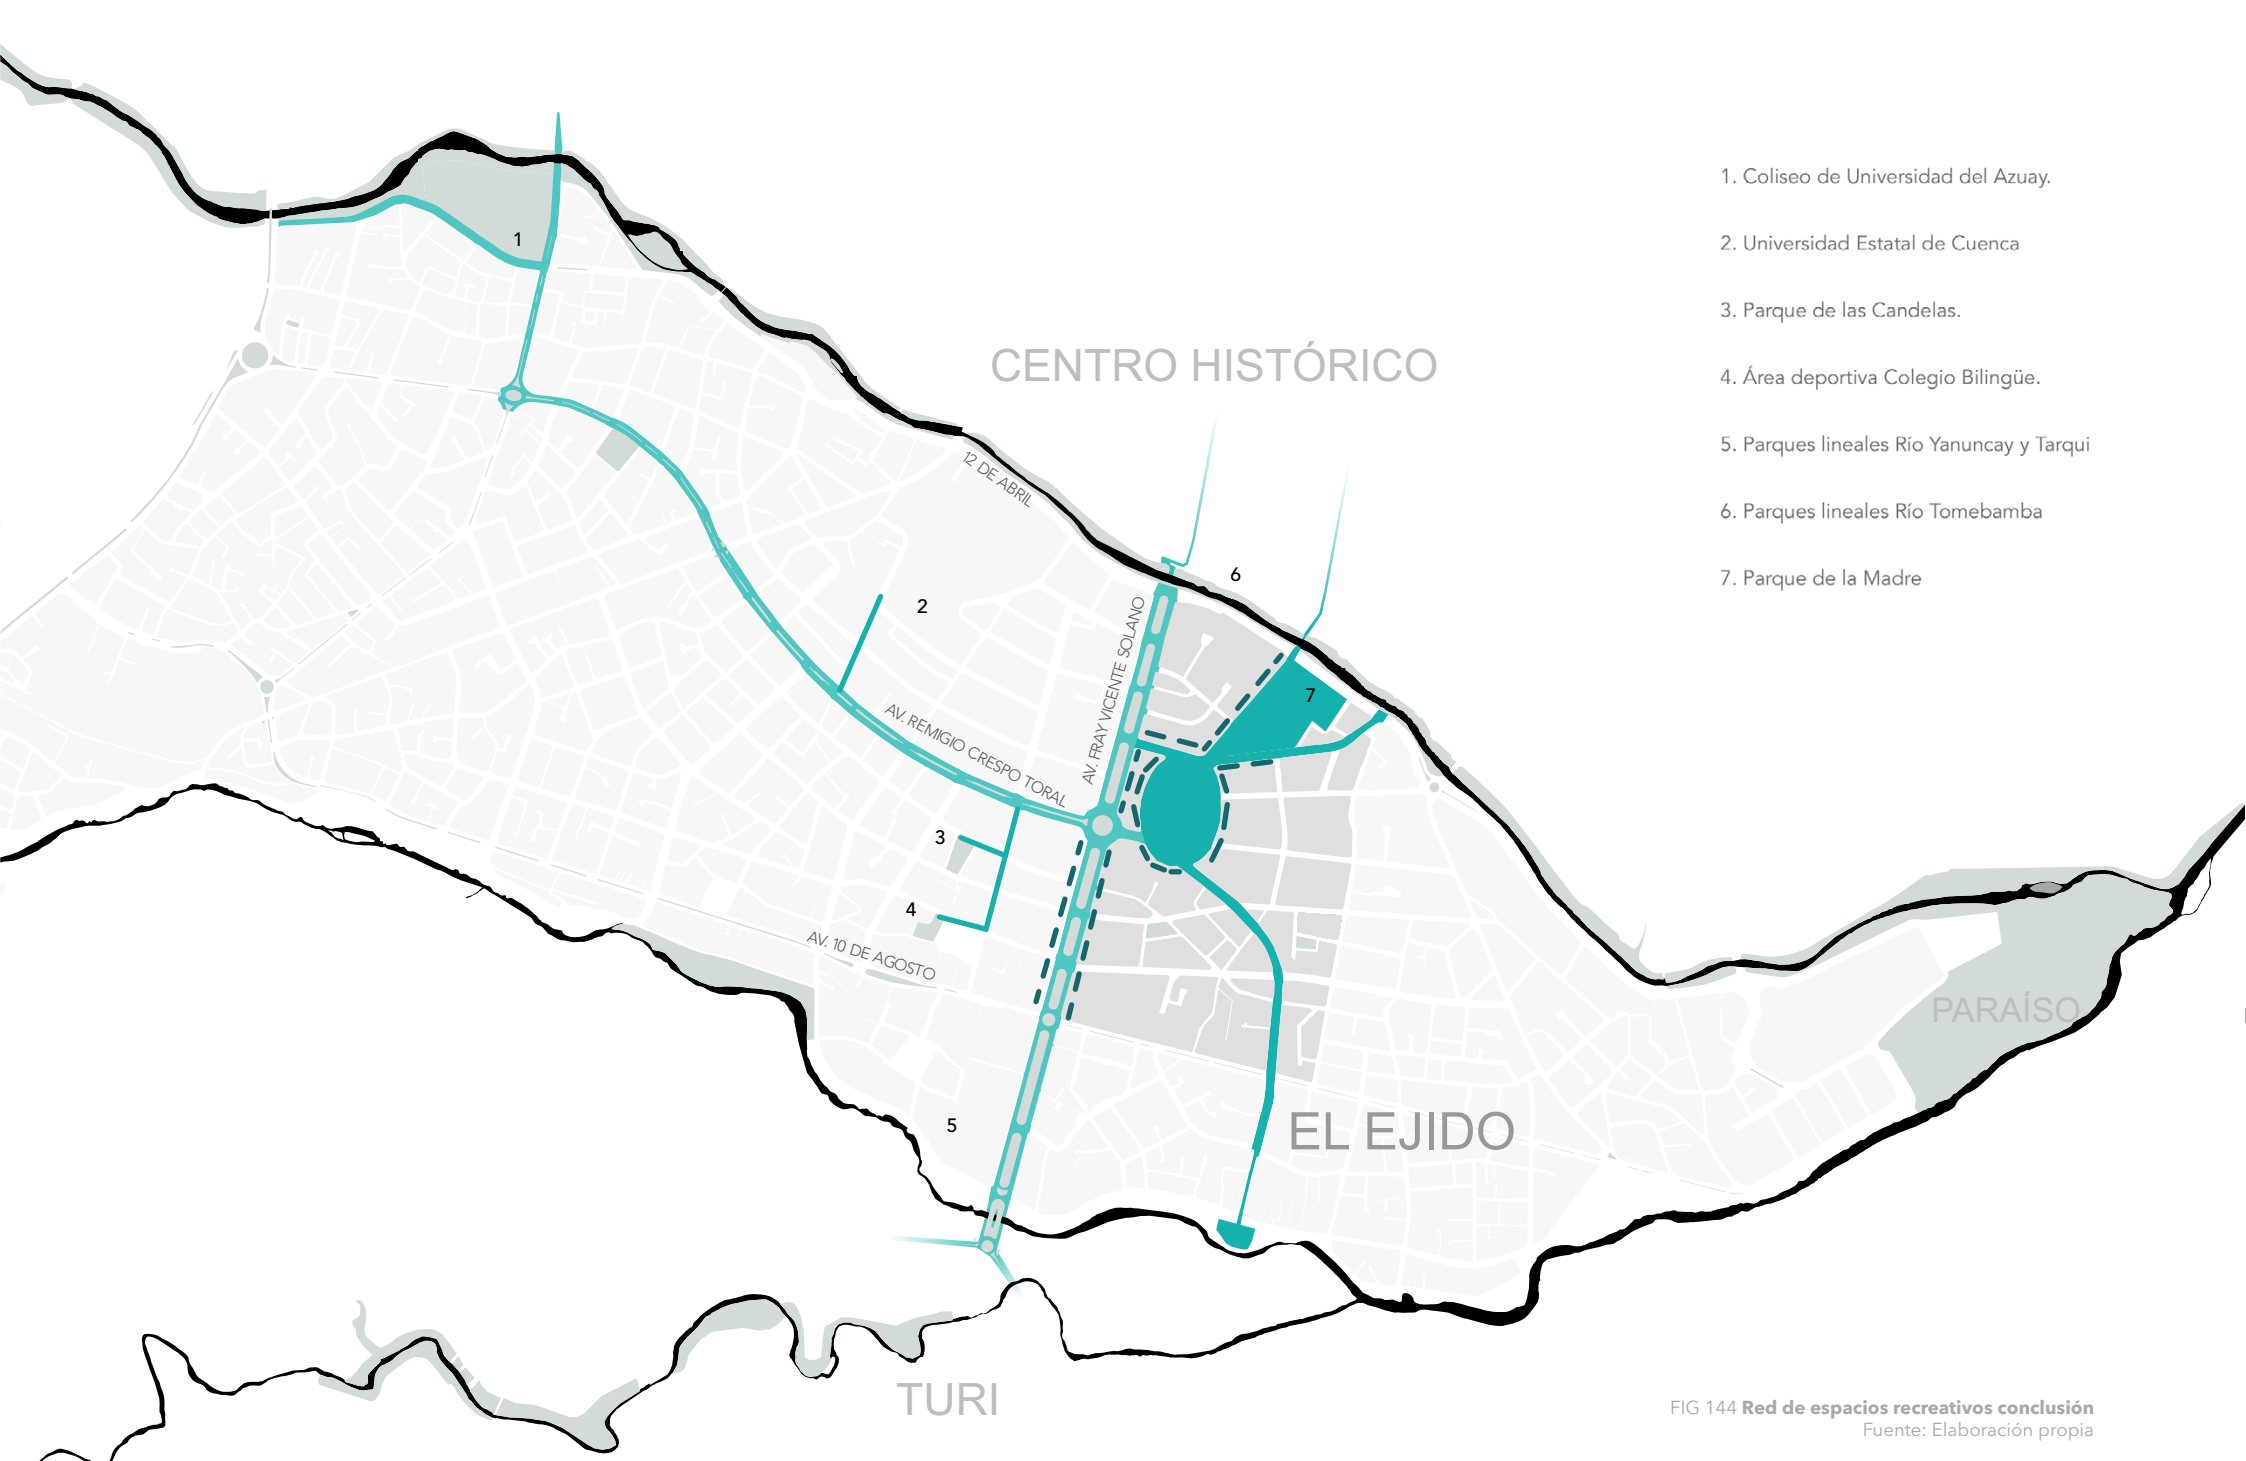 1
CENTRO HISTÓRICO
12 DE ABRIL
6
2
AV. FRAY VICENTE SOLANO
7
AV. REMIGIO CRESPO TORAL
3
4
AV. 10 DE AGOSTO
PARAÍSO
5
EL EJIDO
TURI
1. Coliseo de Universidad del Azuay.
2. Universidad Estatal de Cuenca
3. Parque de las Candelas.
4. Área deportiva Colegio Bilingüe.
5. Parques lineales Río Yanuncay y Tarqui
6. Parques lineales Río Tomebamba
7. Parque de la Madre
FIG 144 Red de espacios recreativos conclusión
Fuente: Elaboración propia